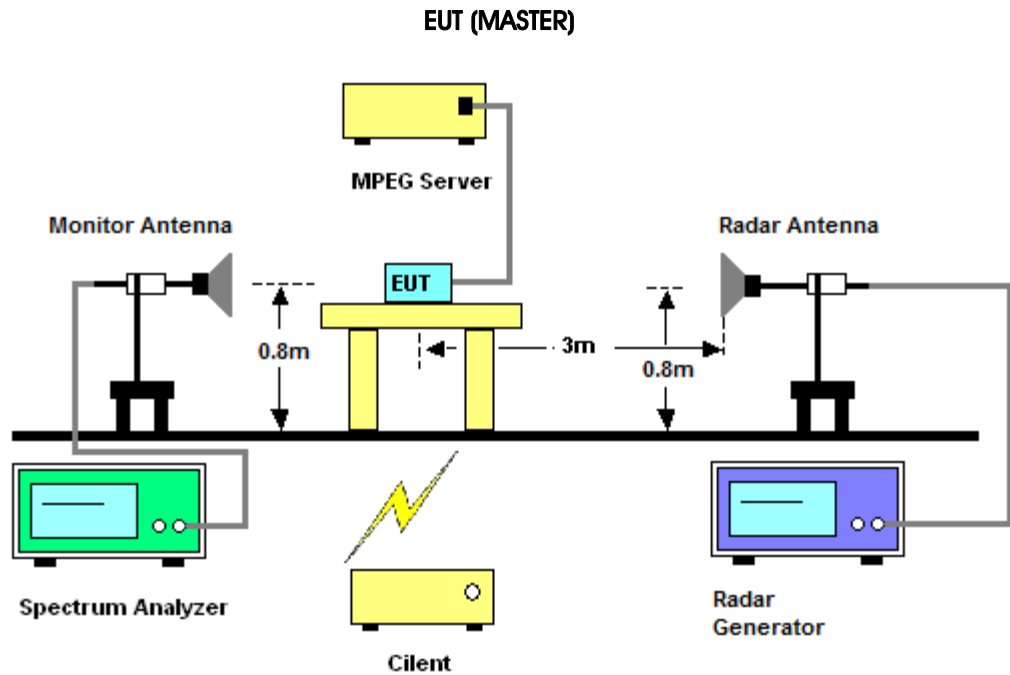 EUT (MASTER)
MPEG Server
Monitor Antenna
Radar Antenna
EUT
0.8m
3m
0.8m
Spectrum Analyzer
Radar
Generator
Cilent